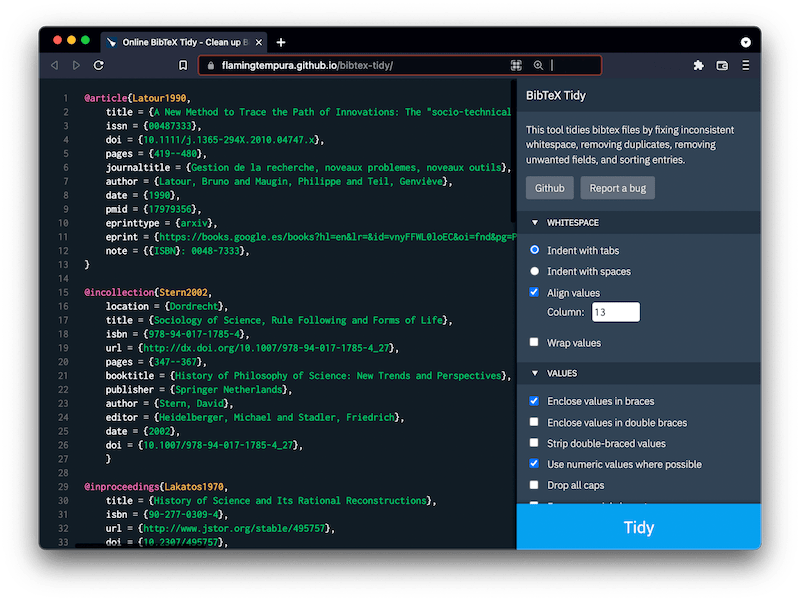 Online BibTeX Tidy - Clean up B
flamingtempura.github.io/bibtex-tidy/
1 @article{Latour1990,
2 title = {A New Method to Trace the Path of Innovations: The "socio-technical
3 issn = {00487333},
4 doi = {10.1111/j.1365-294X.2010.04747.x},
5 pages = {419--480},
6 journaltitle = {Gestion de la recherche, noveaux problemes, noveaux outils},
7 author = {Latour, Bruno and Maugin, Philippe and Teil, Genviève},
8 date = {1990},
9 pmid = {17979356},
10 eprinttype = {arxiv},
11 eprint = {https://books.google.es/books?hl=en&lr=&id=vnyFFWL0loEC&oi=fnd&pg=P
12 note = {{ISBN}: 0048-7333},
13 }
14
15 @incollection{Stern2002,
16 location = {Dordrecht},
17 title = {Sociology of Science, Rule Following and Forms of Life},
18 isbn = {978-94-017-1785-4},
19 url = {http://dx.doi.org/10.1007/978-94-017-1785-4_27},
20 pages = {347--367},
21 booktitle = {History of Philosophy of Science: New Trends and Perspectives},
22 publisher = {Springer Netherlands},
23 author = {Stern, David},
24 editor = {Heidelberger, Michael and Stadler, Friedrich},
25 date = {2002},
26 doi = {10.1007/978-94-017-1785-4_27},
27 }
28
29 @inproceedings{Lakatos1970,
30 title = {History of Science and Its Rational Reconstructions},
31 isbn = {90-277-0309-4},
32 url = {http://www.jstor.org/stable/495757},
33 doi = {10.2307/495757},
BibTeX Tidy
This tool tidies bibtex files by fixing inconsistent
whitespace, removing duplicates, removing
unwanted fields, and sorting entries.
Github Report a bug
WHITESPACE
Indent with tabs
Indent with spaces
Align values
Column: 13
Wrap values
VALUES
Enclose values in braces
Enclose values in double braces
Strip double-braced values
Use numeric values where possible
Drop all caps
Tidy